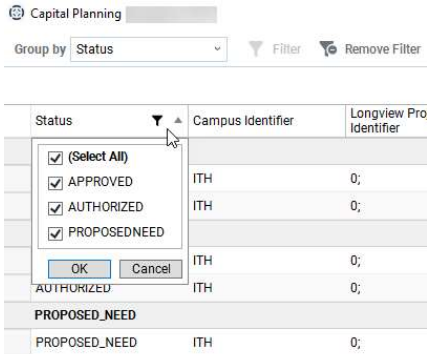 Capital Planning
Group by Status Filter Remove Filter
Status Campus Identifier Longview Pro
Identifier
(Select All)
APPROVED ITH 0;
AUTHORIZED ITH 0;
PROPOSEDNEED
OK Cancel ITH 0;
AUTHORIZED ITH 0;
PROPOSED_NEED
PROPOSED_NEED ITH 0;